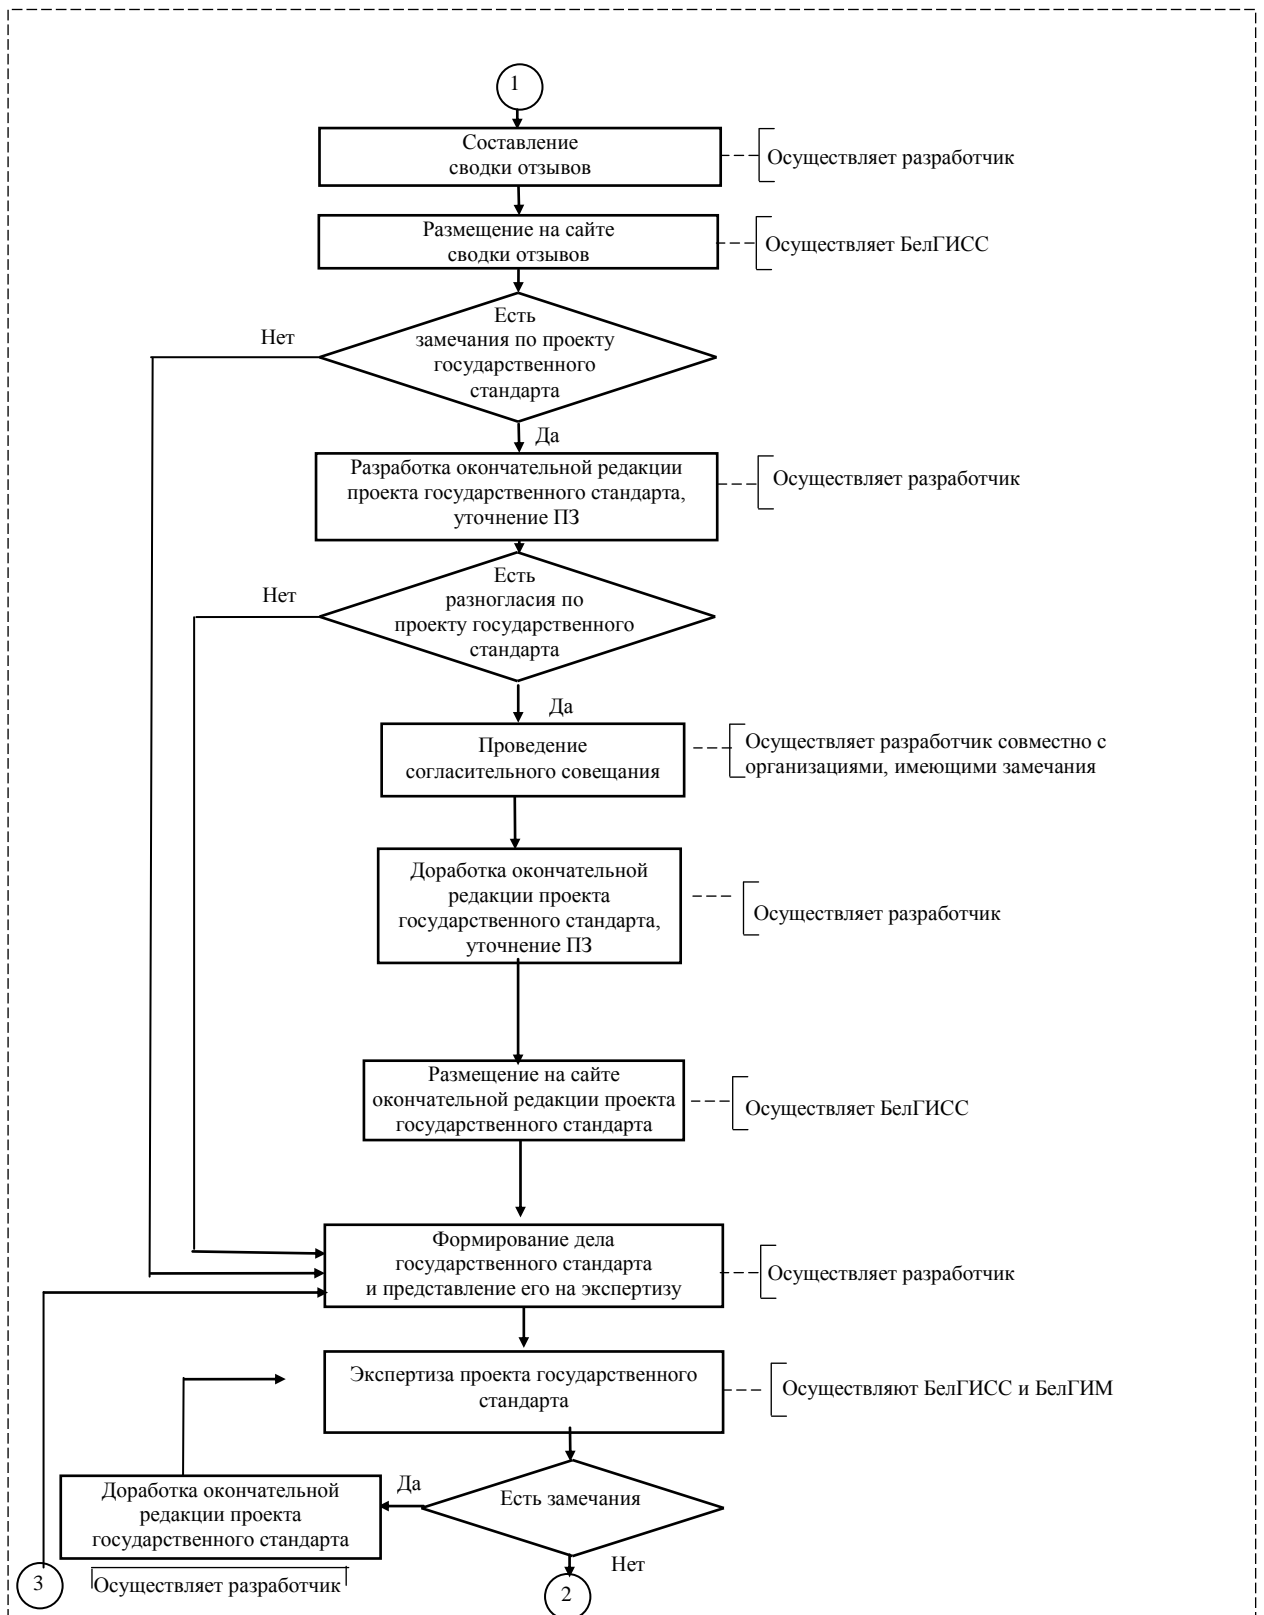 1
Составление
сводки отзывов
Осуществляет разработчик
Размещение на сайте
сводки отзывов
Осуществляет БелГИСС
Есть
замечания по проекту
государственного
стандарта
Нет
Да
Разработка окончательной редакции
проекта государственного стандарта,
уточнение ПЗ
Осуществляет разработчик
Есть
разногласия по
проекту государственного
стандарта
Нет
Да
Проведение
согласительного совещания
Осуществляет разработчик совместно с
организациями, имеющими замечания
Доработка окончательной
редакции проекта
государственного стандарта,
уточнение ПЗ
Осуществляет разработчик
Размещение на сайте
окончательной редакции проекта
государственного стандарта
Осуществляет БелГИСС
Формирование дела
государственного стандарта
и представление его на экспертизу
Осуществляет разработчик
Экспертиза проекта государственного
стандарта
Осуществляют БелГИСС и БелГИМ
Есть замечания
Да
Доработка окончательной
редакции проекта
государственного стандарта
Осуществляет разработчик
Нет
3
2